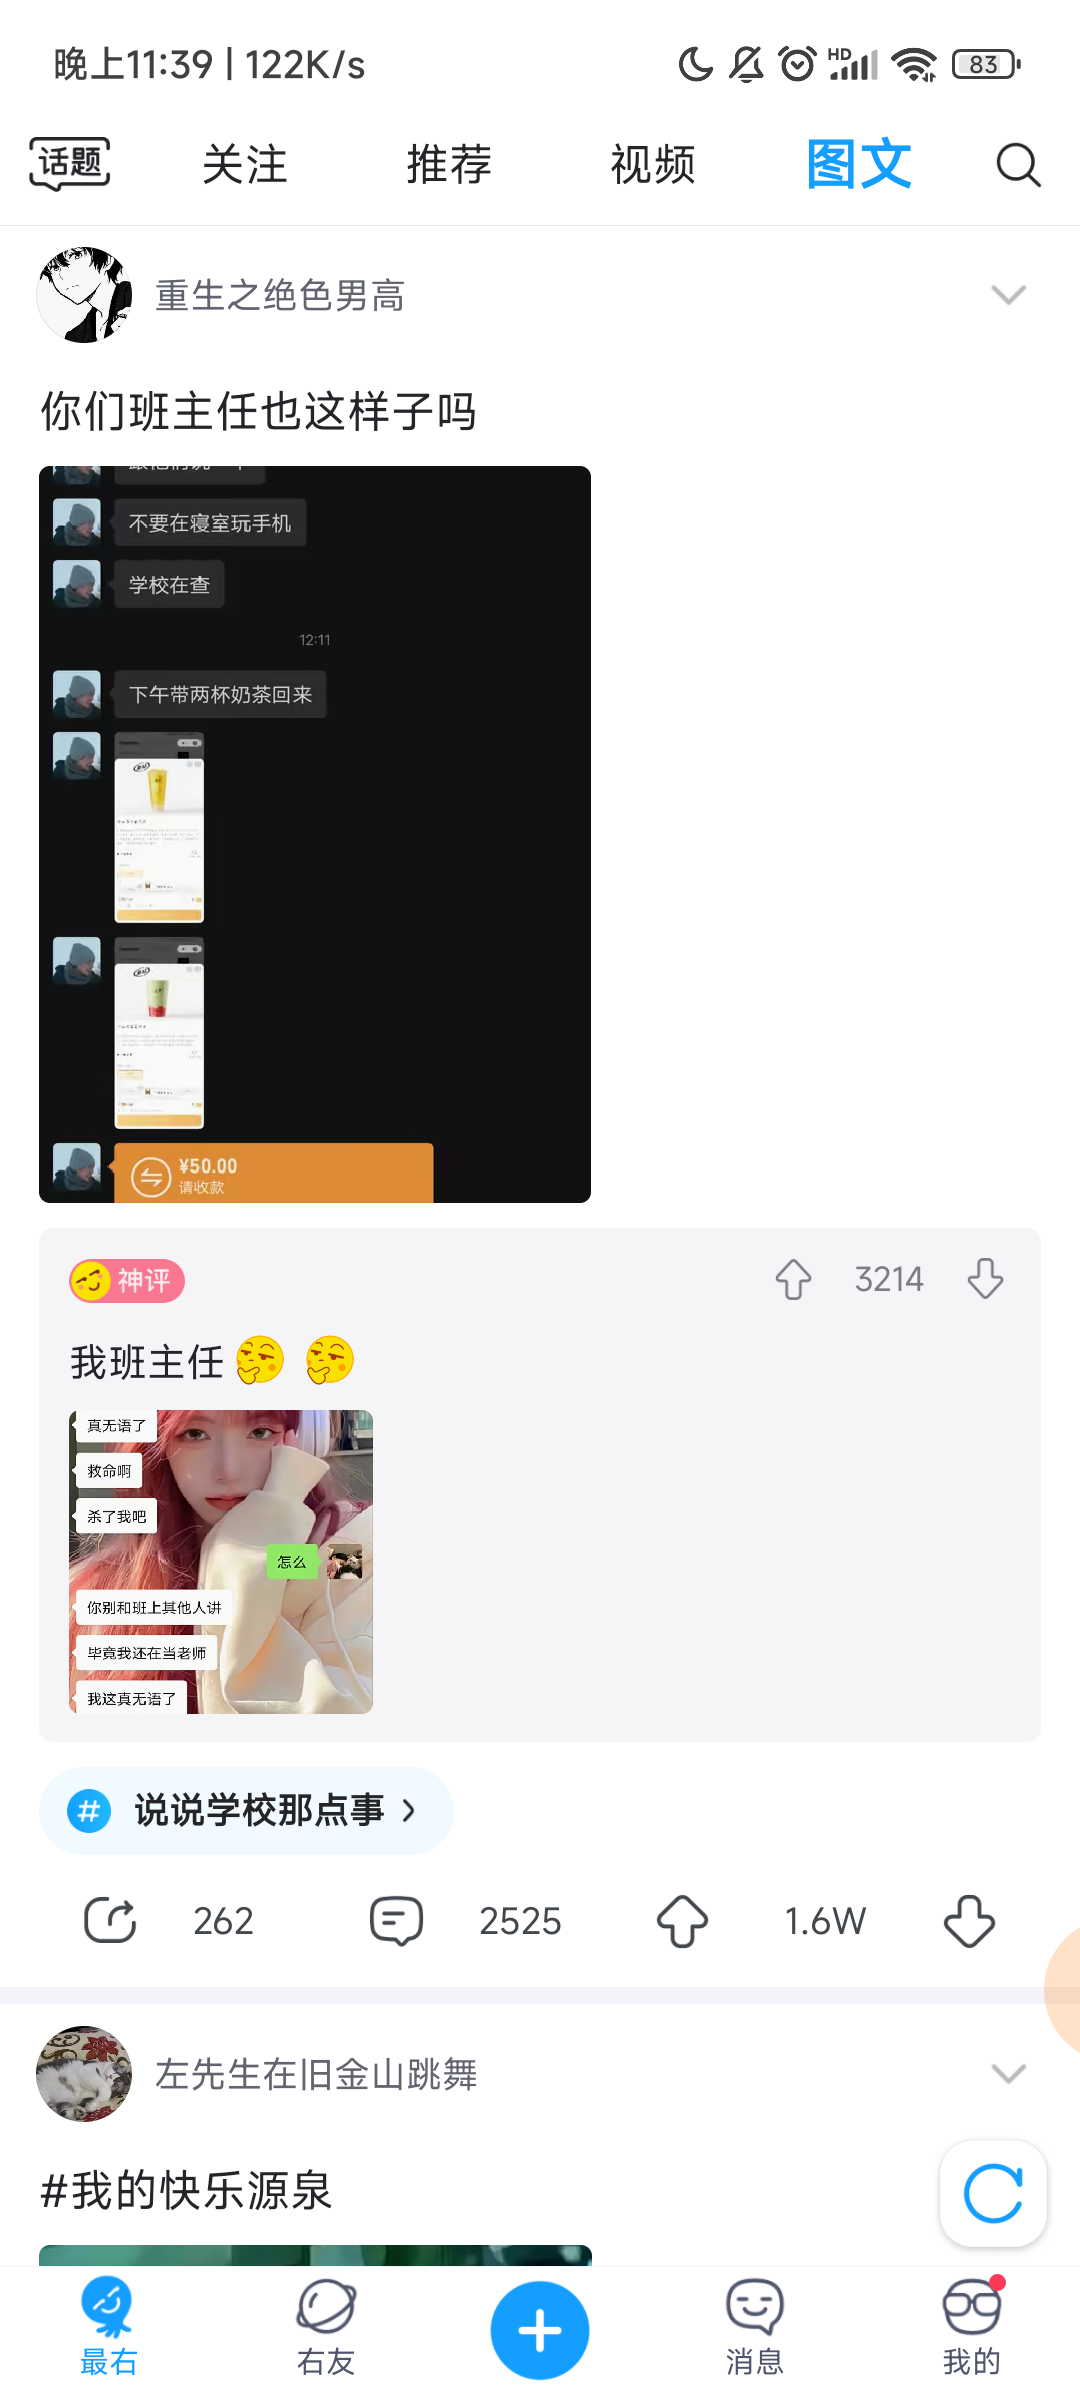 晚上11:39 | 122K/s
HD
83
话题
关注
推荐
视频
图文
重生之绝色男高
你们班主任也这样子吗
不要在寝室玩手机
学校在查
12:11
下午带两杯奶茶回来
¥50.00
请收款
神评
3214
我班主任
真无语了
救命啊
杀了我吧
怎么
你别和班上其他人讲
毕竟我还在当老师
我这真无语了
# 说说学校那点事 >
262
2525
1.6W
左先生在旧金山跳舞
#我的快乐源泉
最右
右友
消息
我的